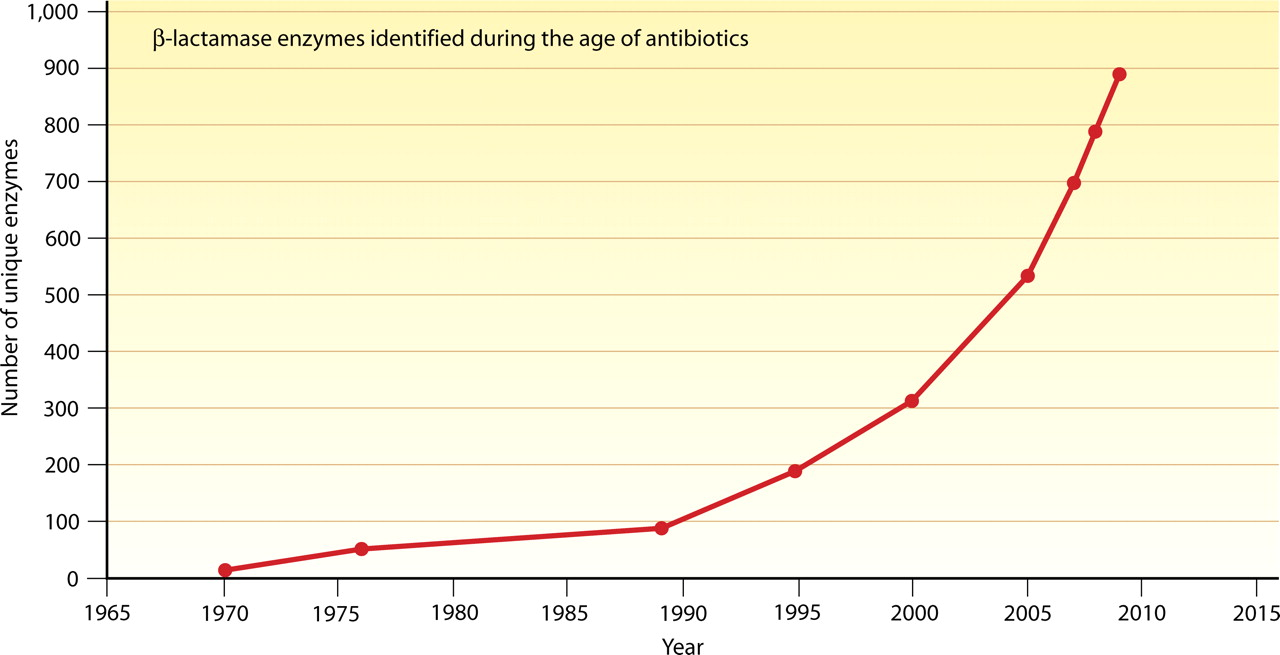 β-lactamase enzymes identified during the age of antibiotics
1,000
900
800
700
600
500
400
300
200
100
0
Number of unique enzymes
1965 1970 1975 1980 1985 1990 1995 2000 2005 2010 2015
Year